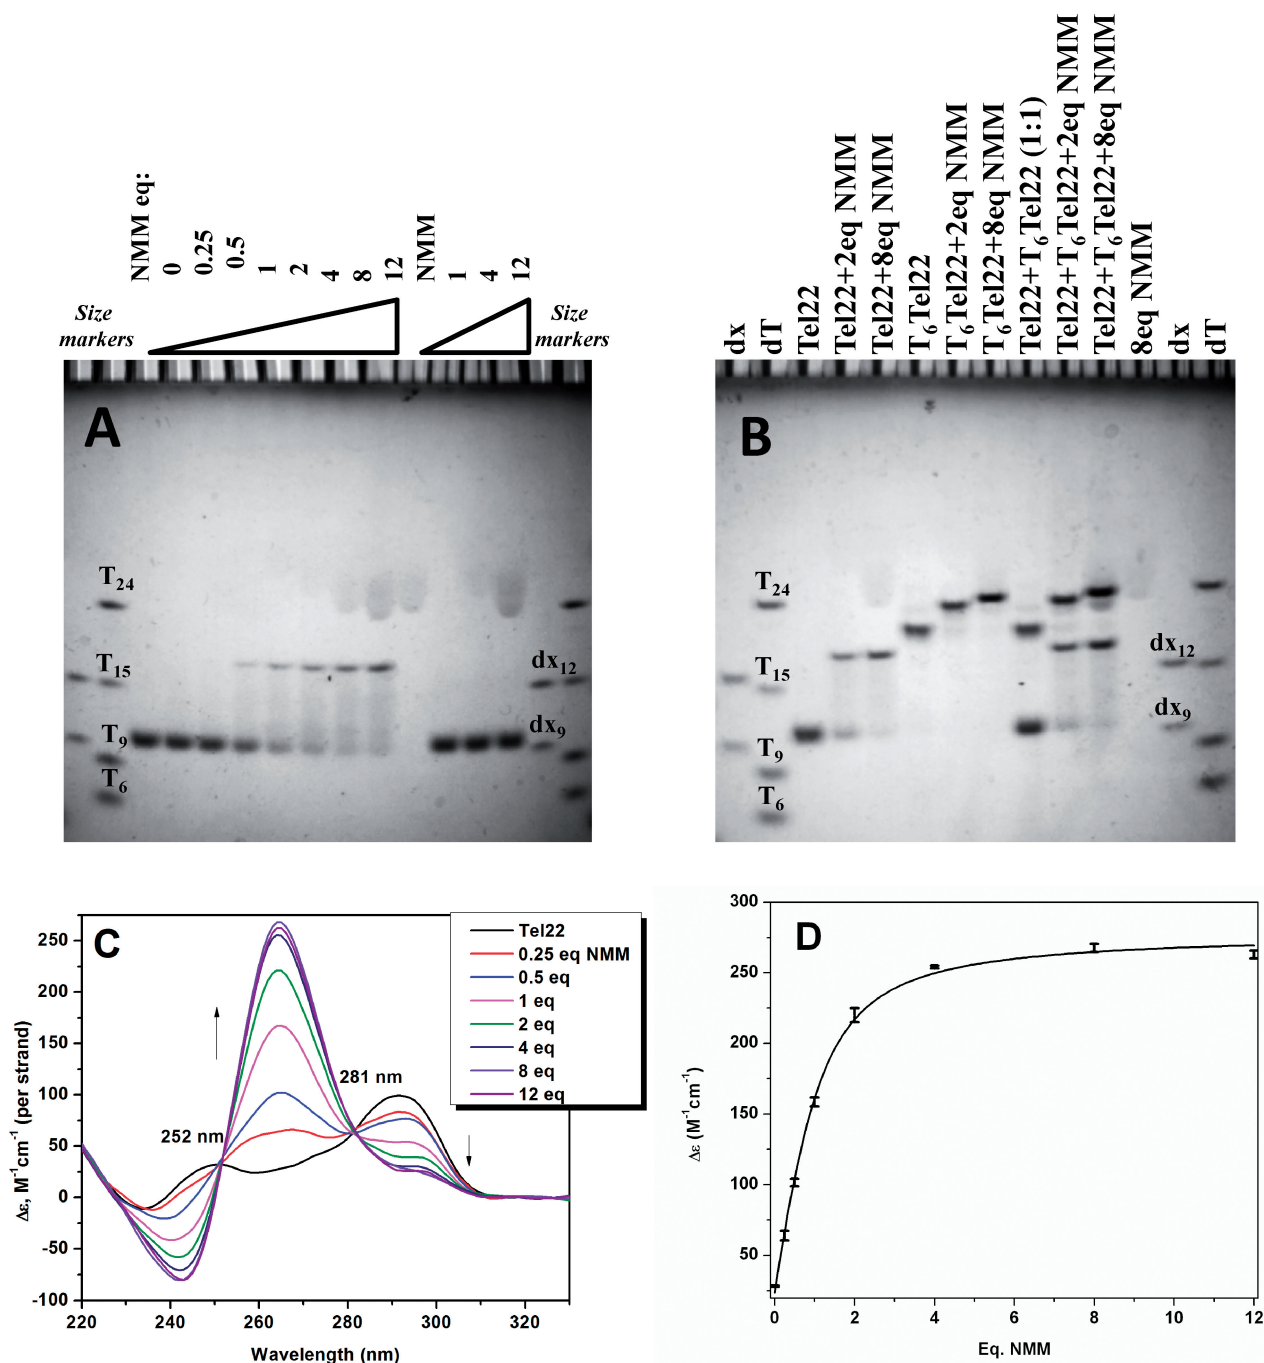 NMM eq:
0
0.25
0.5
1
2
4
8
12
NMM
1
4
12
Size
markers
Size
markers
A
T24
T15
T9
T6
dx12
dx9
dx
dT
Tel22
Tel22+2eq NMM
Tel22+8eq NMM
T6Tel22
T6Tel22+2eq NMM
T6Tel22+8eq NMM
Tel22+T6Tel22 (1:1)
Tel22+T6Tel22+2eq NMM
Tel22+T6Tel22+8eq NMM
8eq NMM
dx
dT
B
T24
T15
T9
T6
dx12
dx9
C
Δε, M-1cm-1 (per strand)
250
200
150
100
50
0
-50
-100
220
240
260
280
300
320
Wavelength (nm)
252 nm
281 nm
Tel22
0.25 eq NMM
0.5 eq
1 eq
2 eq
4 eq
8 eq
12 eq
D
Δε (M-1cm-1)
300
250
200
150
100
50
0
2
4
6
8
10
12
Eq. NMM